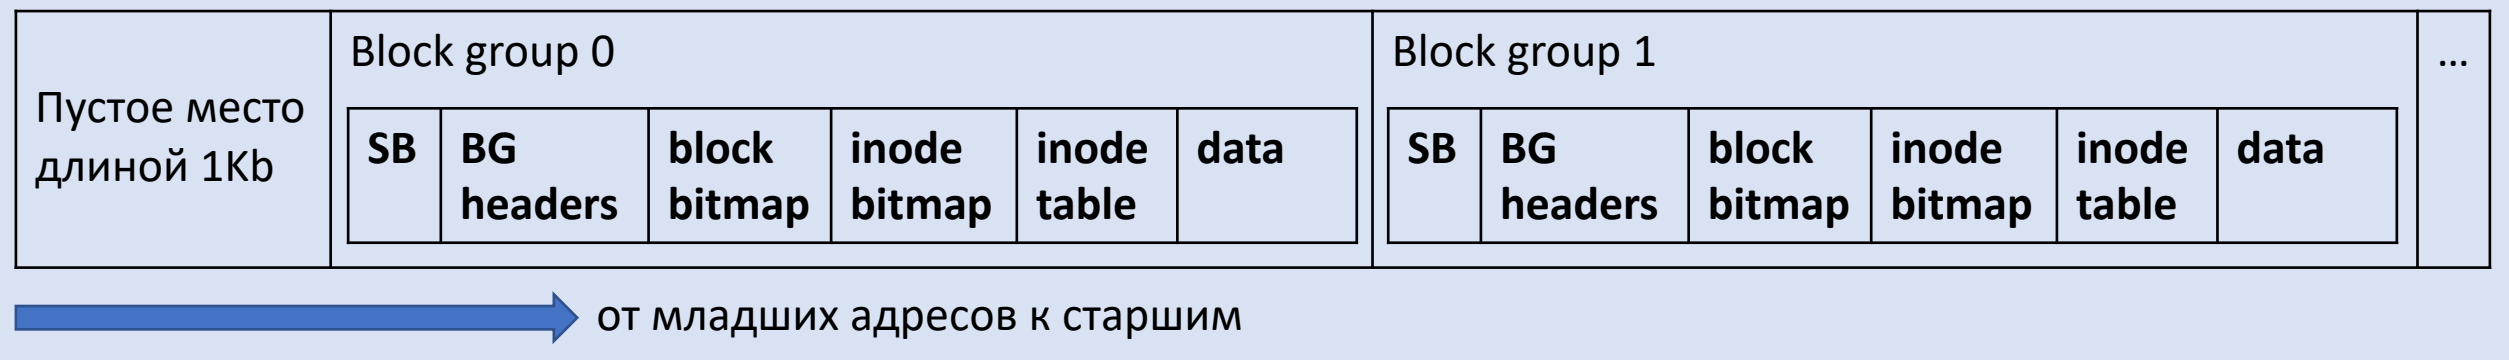 Пустое место
длиной 1Kb
Block group 0
SB
BG
headers
block
bitmap
inode
bitmap
inode
table
data
Block group 1
SB
BG
headers
block
bitmap
inode
bitmap
inode
table
data
...
от младших адресов к старшим